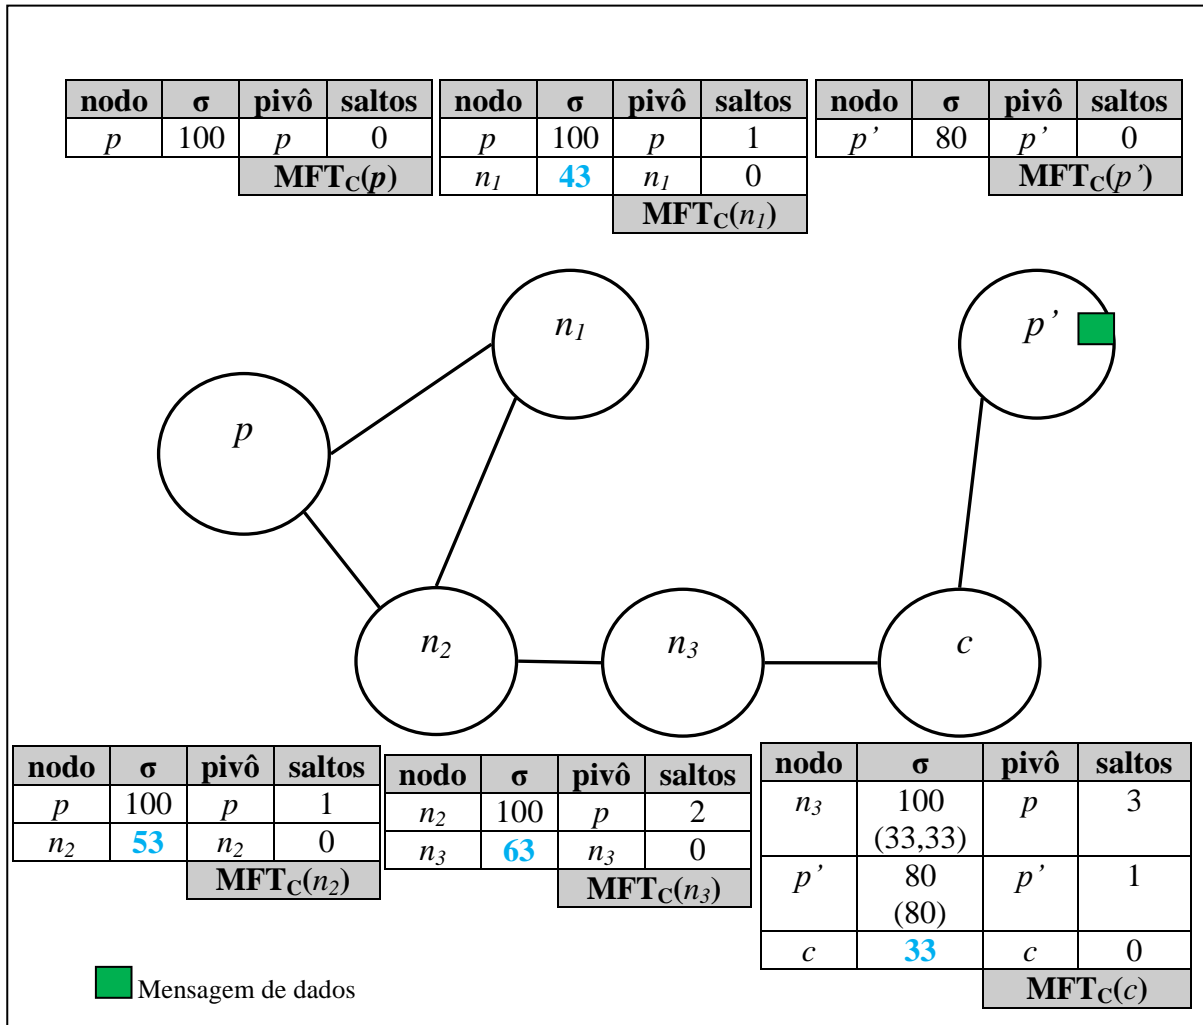 nodo σ pivô saltos
p 100 p 0
MFTC(p)
nodo σ pivô saltos
p 100 p 1
n1 43 n1 0
MFTC(n1)
nodo σ pivô saltos
p’ 80 p’ 0
MFTC(p’)
n1
p’
p
n2
n3
c
nodo σ pivô saltos
p 100 p 1
n2 53 n2 0
MFTC(n2)
nodo σ pivô saltos
n2 100 p 2
n3 63 n3 0
MFTC(n3)
nodo σ pivô saltos
n3 100 p 3
(33,33)
p’ 80 p’ 1
(80)
c 33 c 0
MFTC(c)
Mensagem de dados